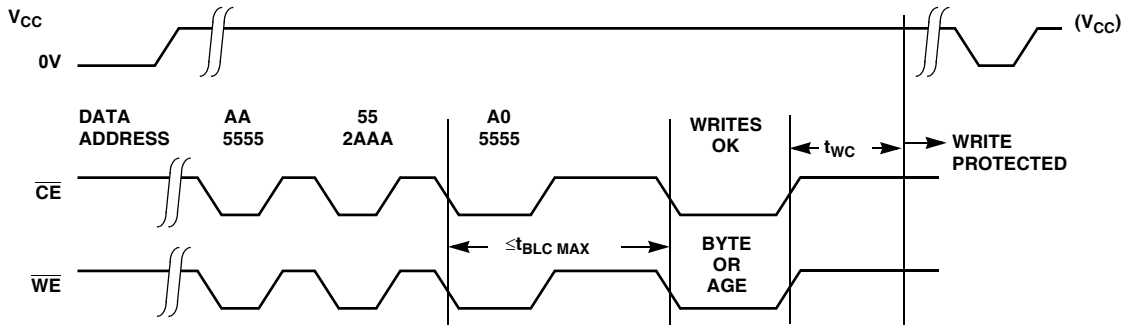 VCC
(VCC)
0V
DATA AA 55 A0 WRITES
ADDRESS 5555 2AAA 5555 OK
tWC
WRITE
PROTECTED
CE
≤tBLC MAX
BYTE
OR
AGE
WE